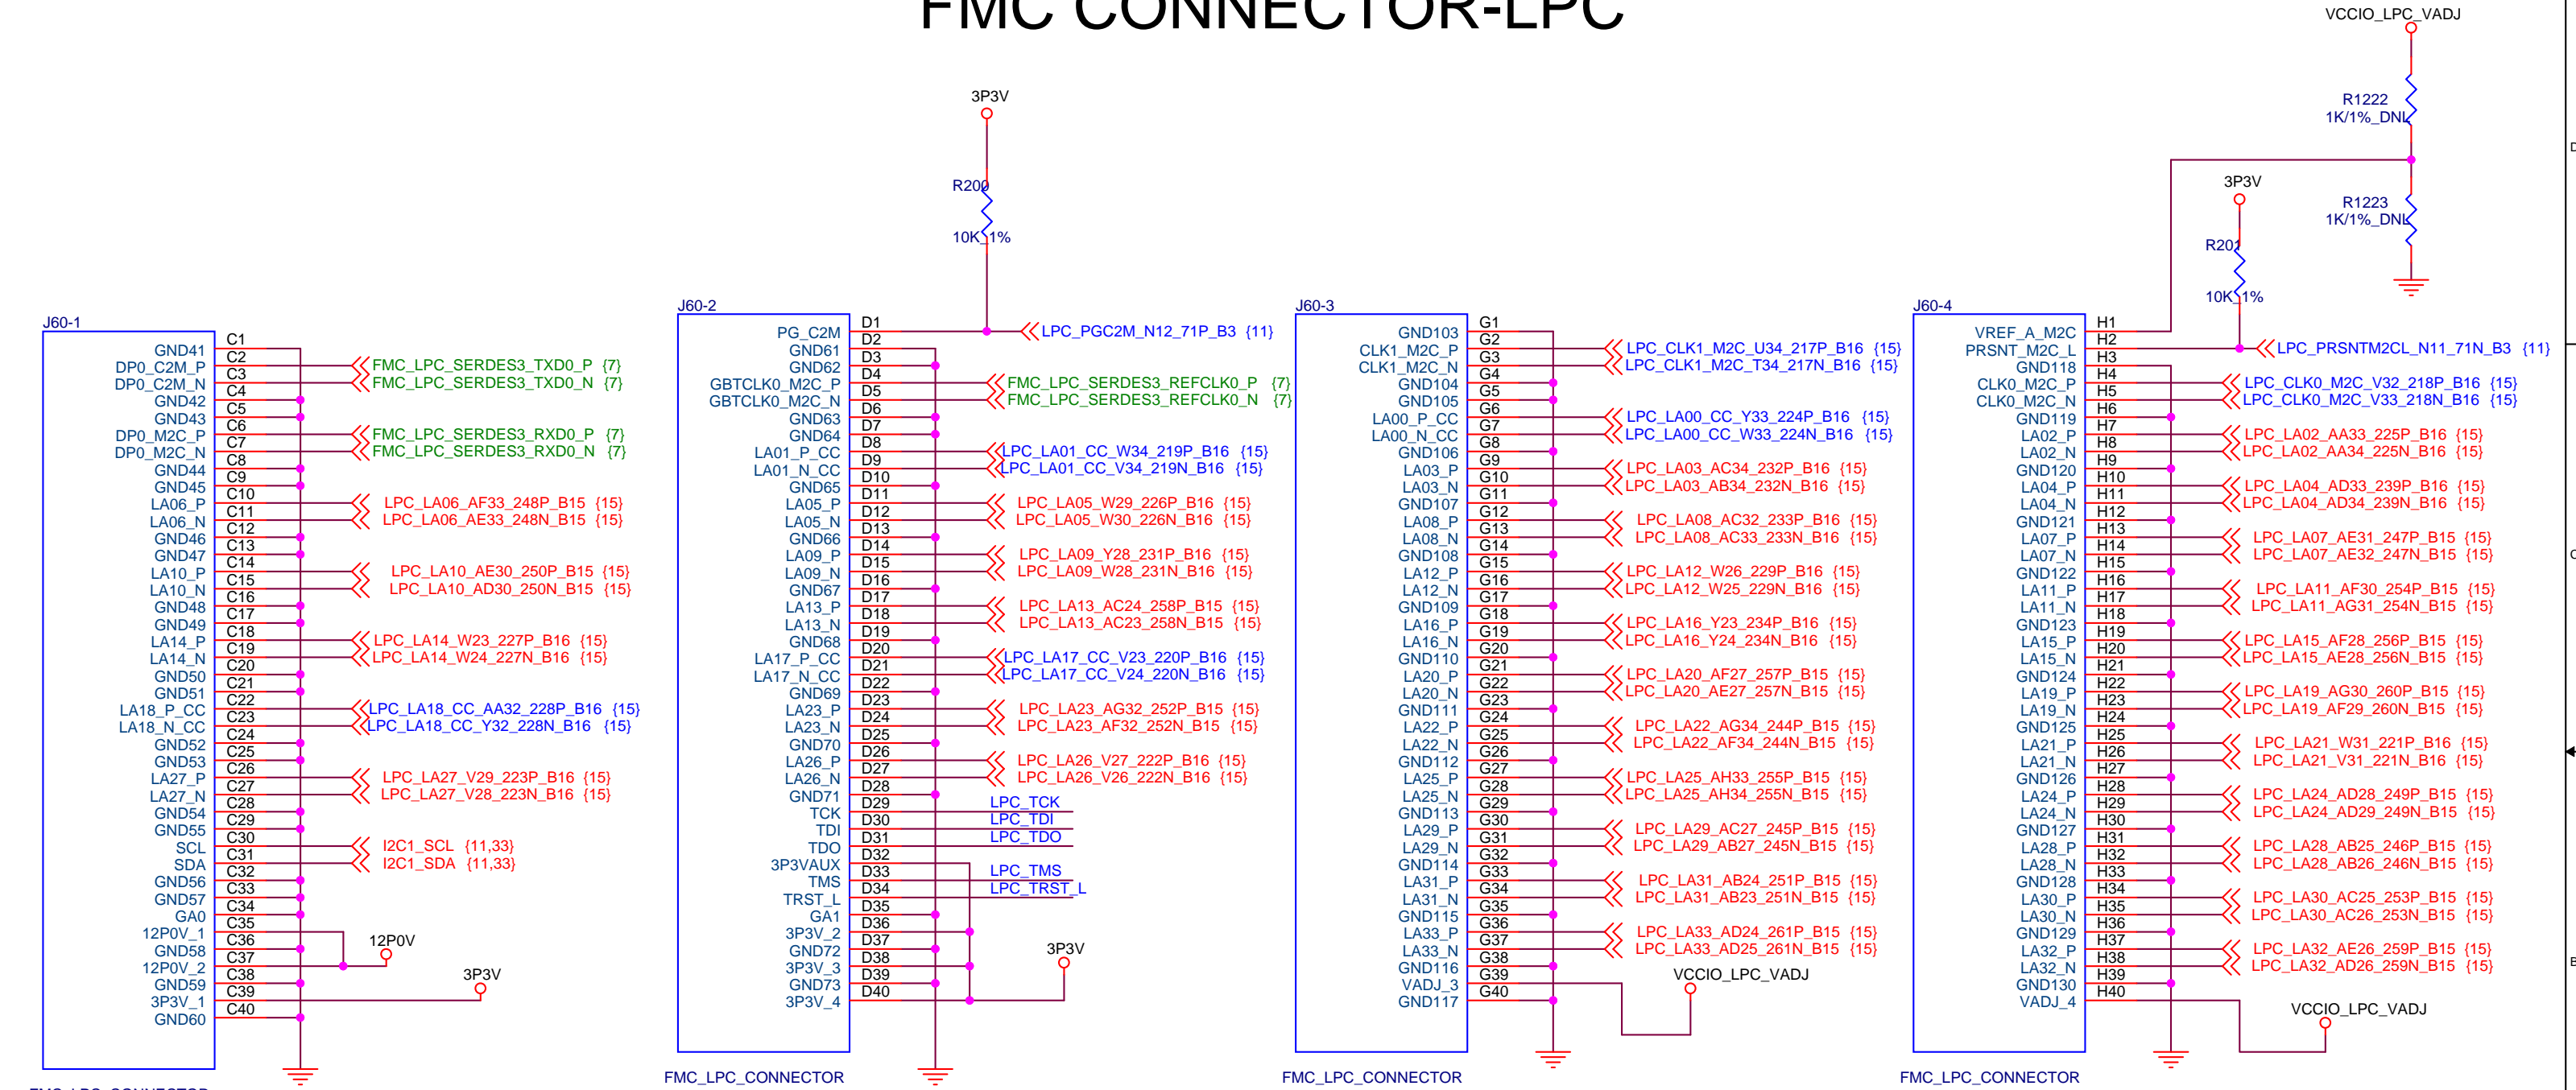 FMC CONNECTOR-LPC
J60-1
GND41 C1
DP0_C2M_P C2 FMC_LPC_SERDES3_TXD0_P {7}
DP0_C2M_N C3 FMC_LPC_SERDES3_TXD0_N {7}
GND42 C4
GND43 C5
DP0_M2C_P C6 FMC_LPC_SERDES3_RXD0_P {7}
DP0_M2C_N C7 FMC_LPC_SERDES3_RXD0_N {7}
GND44 C8
GND45 C9
LA06_P C10 LPC_LA06_AF33_248P_B15 {15}
LA06_N C11 LPC_LA06_AE33_248N_B15 {15}
GND46 C12
GND47 C13
LA10_P C14 LPC_LA10_AE30_250P_B15 {15}
LA10_N C15 LPC_LA10_AD30_250N_B15 {15}
GND48 C16
GND49 C17
LA14_P C18 LPC_LA14_W23_227P_B16 {15}
LA14_N C19 LPC_LA14_W24_227N_B16 {15}
GND50 C20
GND51 C21
LA18_P_CC C22 LPC_LA18_CC_AA32_228P_B16 {15}
LA18_N_CC C23 LPC_LA18_CC_Y32_228N_B16 {15}
GND52 C24
GND53 C25
LA27_P C26 LPC_LA27_V29_223P_B16 {15}
LA27_N C27 LPC_LA27_V28_223N_B16 {15}
GND54 C28
GND55 C29
SCL C30 I2C1_SCL {11,33}
SDA C31 I2C1_SDA {11,33}
GND56 C32
GND57 C33
GA0 C34
12P0V_1 C35
GND58 C36 12P0V
12P0V_2 C37
GND59 C38 3P3V
3P3V_1 C39
GND60 C40
FMC_LPC_CONNECTOR
3P3V
R200
10K_1%
J60-2
PG_C2M D1 LPC_PGC2M_N12_71P_B3 {11}
GND61 D2
GND62 D3
GBTCLK0_M2C_P D4 FMC_LPC_SERDES3_REFCLK0_P {7}
GBTCLK0_M2C_N D5 FMC_LPC_SERDES3_REFCLK0_N {7}
GND63 D6
GND64 D7
LA01_P_CC D8 LPC_LA01_CC_W34_219P_B16 {15}
LA01_N_CC D9 LPC_LA01_CC_V34_219N_B16 {15}
GND65 D10
LA05_P D11 LPC_LA05_W29_226P_B16 {15}
LA05_N D12 LPC_LA05_W30_226N_B16 {15}
GND66 D13
LA09_P D14 LPC_LA09_Y28_231P_B16 {15}
LA09_N D15 LPC_LA09_W28_231N_B16 {15}
GND67 D16
LA13_P D17 LPC_LA13_AC24_258P_B15 {15}
LA13_N D18 LPC_LA13_AC23_258N_B15 {15}
GND68 D19
LA17_P_CC D20 LPC_LA17_CC_V23_220P_B16 {15}
LA17_N_CC D21 LPC_LA17_CC_V24_220N_B16 {15}
GND69 D22
LA23_P D23 LPC_LA23_AG32_252P_B15 {15}
LA23_N D24 LPC_LA23_AF32_252N_B15 {15}
GND70 D25
LA26_P D26 LPC_LA26_V27_222P_B16 {15}
LA26_N D27 LPC_LA26_V26_222N_B16 {15}
GND71 D28
TCK D29 LPC_TCK
TDI D30 LPC_TDI
TDO D31 LPC_TDO
3P3VAUX D32
TMS D33 LPC_TMS
TRST_L D34 LPC_TRST_L
GA1 D35
3P3V_2 D36
GND72 D37 3P3V
3P3V_3 D38
GND73 D39
3P3V_4 D40
FMC_LPC_CONNECTOR
J60-3
GND103 G1
CLK1_M2C_P G2 LPC_CLK1_M2C_U34_217P_B16 {15}
CLK1_M2C_N G3 LPC_CLK1_M2C_T34_217N_B16 {15}
GND104 G4
GND105 G5
LA00_P_CC G6 LPC_LA00_CC_Y33_224P_B16 {15}
LA00_N_CC G7 LPC_LA00_CC_W33_224N_B16 {15}
GND106 G8
LA03_P G9 LPC_LA03_AC34_232P_B16 {15}
LA03_N G10 LPC_LA03_AB34_232N_B16 {15}
GND107 G11
LA08_P G12 LPC_LA08_AC32_233P_B16 {15}
LA08_N G13 LPC_LA08_AC33_233N_B16 {15}
GND108 G14
LA12_P G15 LPC_LA12_W26_229P_B16 {15}
LA12_N G16 LPC_LA12_W25_229N_B16 {15}
GND109 G17
LA16_P G18 LPC_LA16_Y23_234P_B16 {15}
LA16_N G19 LPC_LA16_Y24_234N_B16 {15}
GND110 G20
LA20_P G21 LPC_LA20_AF27_257P_B15 {15}
LA20_N G22 LPC_LA20_AE27_257N_B15 {15}
GND111 G23
LA22_P G24 LPC_LA22_AG34_244P_B15 {15}
LA22_N G25 LPC_LA22_AF34_244N_B15 {15}
GND112 G26
LA25_P G27 LPC_LA25_AH33_255P_B15 {15}
LA25_N G28 LPC_LA25_AH34_255N_B15 {15}
GND113 G29
LA29_P G30 LPC_LA29_AC27_245P_B15 {15}
LA29_N G31 LPC_LA29_AB27_245N_B15 {15}
GND114 G32
LA31_P G33 LPC_LA31_AB24_251P_B15 {15}
LA31_N G34 LPC_LA31_AB23_251N_B15 {15}
GND115 G35
LA33_P G36 LPC_LA33_AD24_261P_B15 {15}
LA33_N G37 LPC_LA33_AD25_261N_B15 {15}
GND116 G38 VCCIO_LPC_VADJ
VADJ_3 G39
GND117 G40
FMC_LPC_CONNECTOR
VCCIO_LPC_VADJ
R1222
1K/1%_DNL
R1223
1K/1%_DNL
3P3V
R201
10K_1%
J60-4
VREF_A_M2C H1
PRSNT_M2C_L H2 LPC_PRSNTM2CL_N11_71N_B3 {11}
GND118 H3
CLK0_M2C_P H4 LPC_CLK0_M2C_V32_218P_B16 {15}
CLK0_M2C_N H5 LPC_CLK0_M2C_V33_218N_B16 {15}
GND119 H6
LA02_P H7 LPC_LA02_AA33_225P_B16 {15}
LA02_N H8 LPC_LA02_AA34_225N_B16 {15}
GND120 H9
LA04_P H10 LPC_LA04_AD33_239P_B16 {15}
LA04_N H11 LPC_LA04_AD34_239N_B16 {15}
GND121 H12
LA07_P H13 LPC_LA07_AE31_247P_B15 {15}
LA07_N H14 LPC_LA07_AE32_247N_B15 {15}
GND122 H15
LA11_P H16 LPC_LA11_AF30_254P_B15 {15}
LA11_N H17 LPC_LA11_AG31_254N_B15 {15}
GND123 H18
LA15_P H19 LPC_LA15_AF28_256P_B15 {15}
LA15_N H20 LPC_LA15_AE28_256N_B15 {15}
GND124 H21
LA19_P H22 LPC_LA19_AG30_260P_B15 {15}
LA19_N H23 LPC_LA19_AF29_260N_B15 {15}
GND125 H24
LA21_P H25 LPC_LA21_W31_221P_B16 {15}
LA21_N H26 LPC_LA21_V31_221N_B16 {15}
GND126 H27
LA24_P H28 LPC_LA24_AD28_249P_B15 {15}
LA24_N H29 LPC_LA24_AD29_249N_B15 {15}
GND127 H30
LA28_P H31 LPC_LA28_AB25_246P_B15 {15}
LA28_N H32 LPC_LA28_AB26_246N_B15 {15}
GND128 H33
LA30_P H34 LPC_LA30_AC25_253P_B15 {15}
LA30_N H35 LPC_LA30_AC26_253N_B15 {15}
GND129 H36
LA32_P H37 LPC_LA32_AE26_259P_B15 {15}
LA32_N H38 LPC_LA32_AD26_259N_B15 {15}
GND130 H39
VADJ_4 H40 VCCIO_LPC_VADJ
FMC_LPC_CONNECTOR